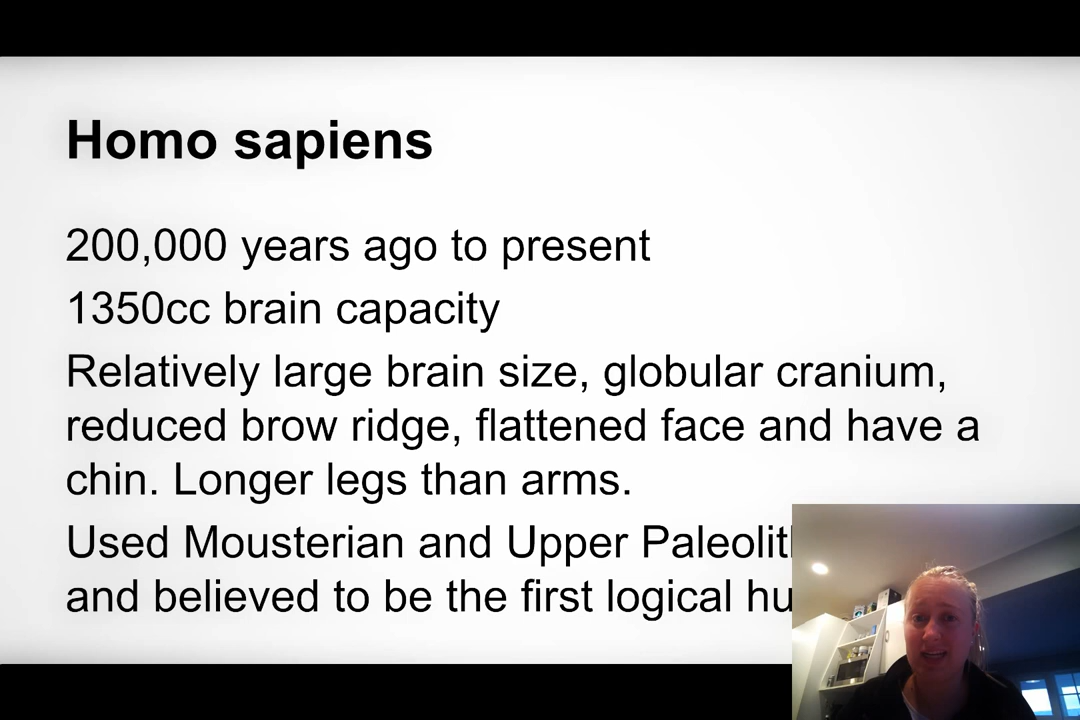 Homo sapiens
200,000 years ago to present
1350cc brain capacity
Relatively large brain size, globular cranium,
reduced brow ridge, flattened face and have a
chin. Longer legs than arms.
Used Mousterian and Upper
and believed to be the first logical